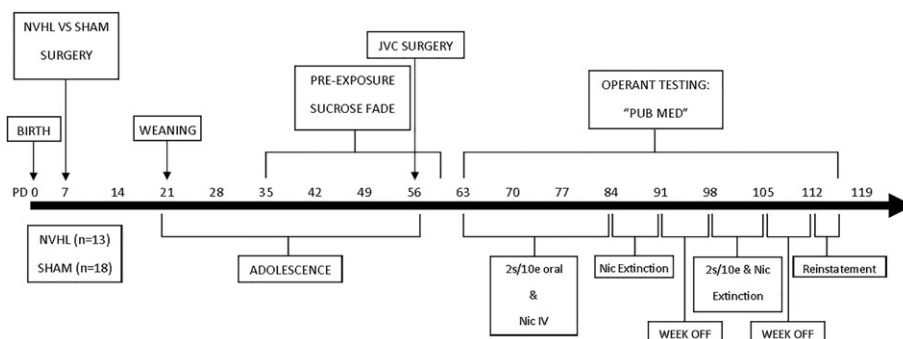 NVHL VS SHAM
SURGERY
JVC SURGERY
PRE-EXPOSURE
SUCROSE FADE
OPERANT TESTING:
"PUB MED"
BIRTH
WEANING
PD 0 7 14 21 28 35 42 49 56 63 70 77 84 91 98 105 112 119
NVHL (n=13)
SHAM (n=18)
ADOLESCENCE
2s/10e oral
&
Nic IV
Nic Extinction
2s/10e & Nic
Extinction
Reinstatement
WEEK OFF
WEEK OFF